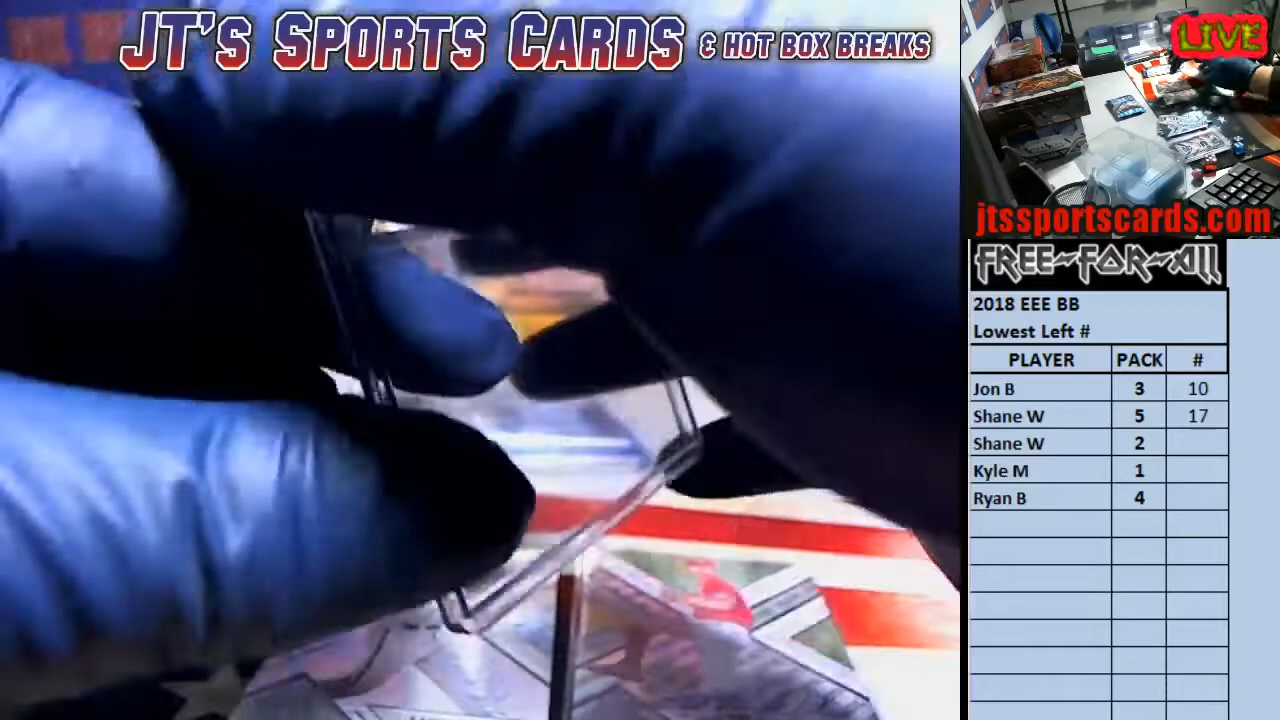 JT's Sports Cards & Hot Box Breaks
LIVE
jtssportscards.com
FREE-FOR-All
2018 EEE BB
Lowest Left #
PLAYER PACK #
Jon B 3 10
Shane W 5 17
Shane W 2
Kyle M 1
Ryan B 4